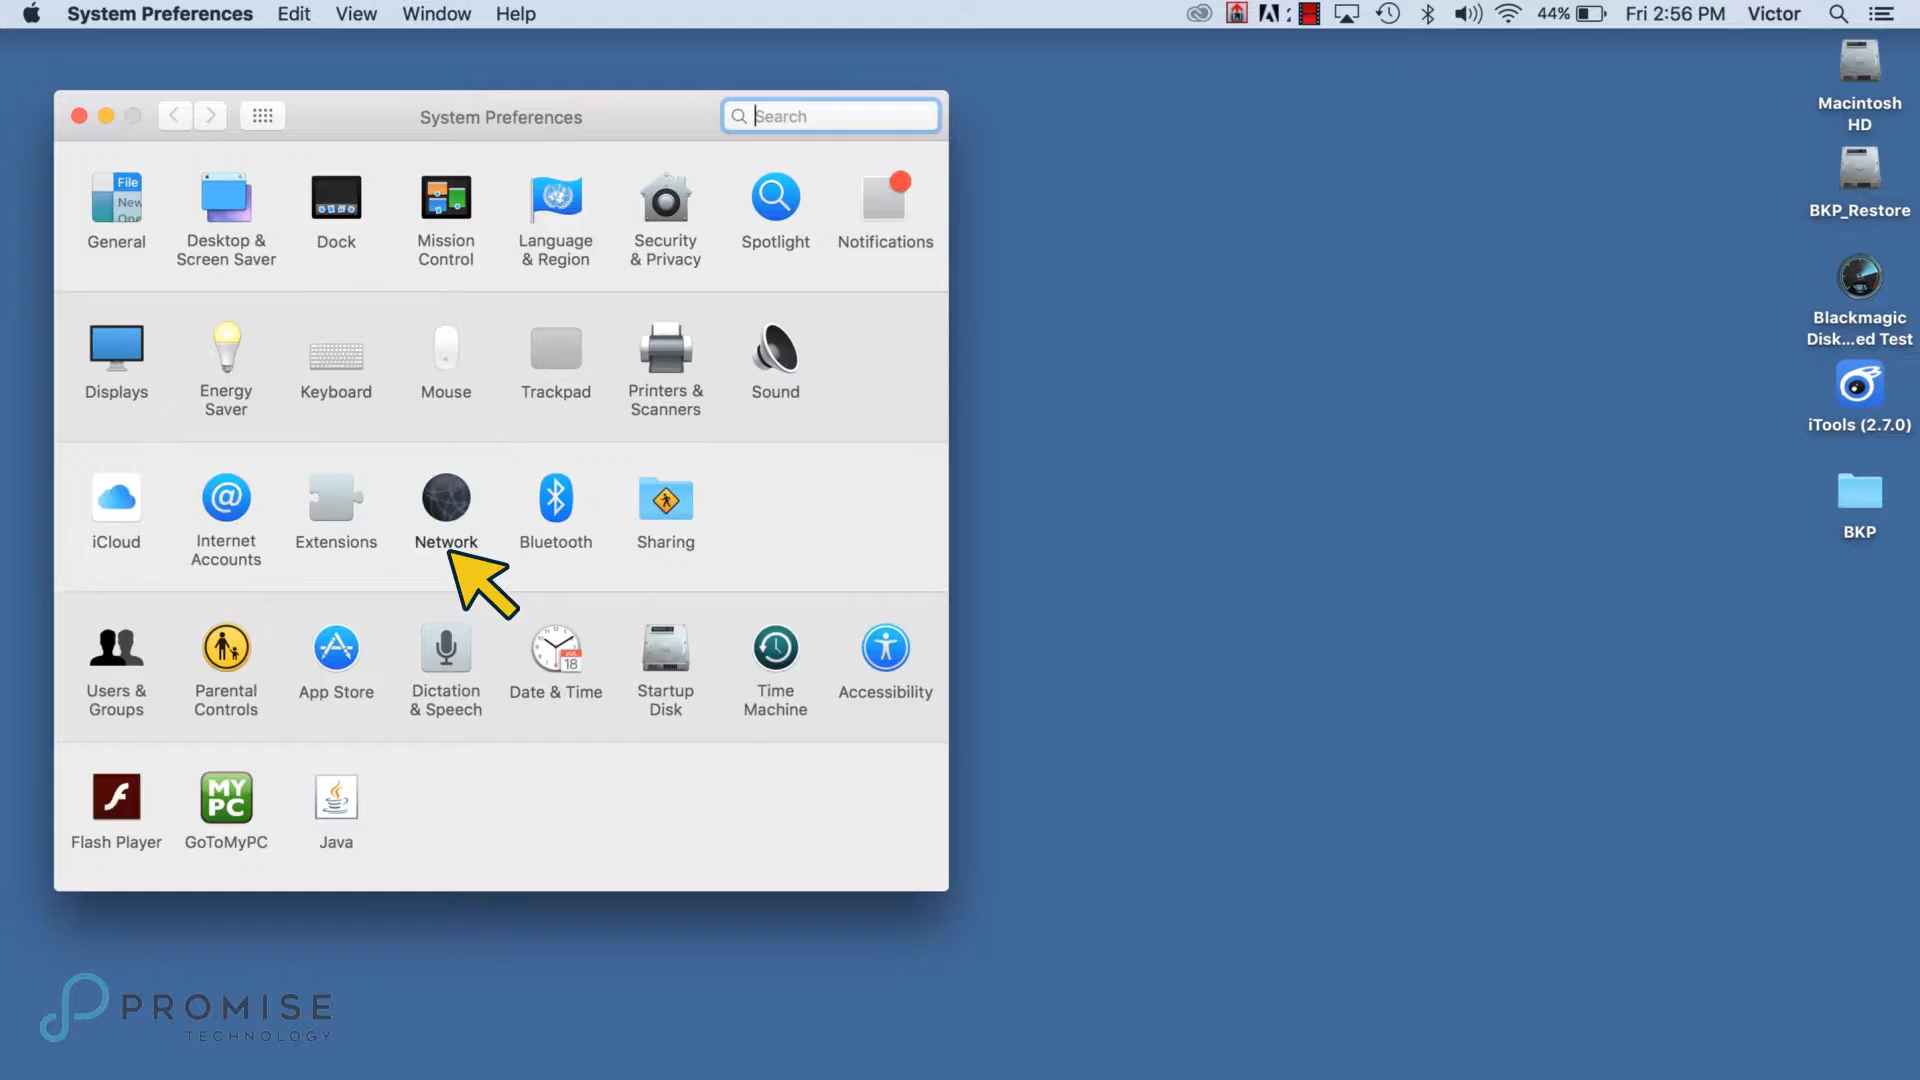 System Preferences Edit View Window Help
44% Fri 2:56 PM Victor
System Preferences
Search
File
New
One
General
Desktop &
Screen Saver
Dock
Mission
Control
Language
& Region
Security
& Privacy
Spotlight
Notifications
Displays
Energy
Saver
Keyboard
Mouse
Trackpad
Printers &
Scanners
Sound
iCloud
@
Internet
Accounts
Extensions
Network
Bluetooth
Sharing
Users &
Groups
Parental
Controls
App Store
Dictation
& Speech
JUL
18
Date & Time
Startup
Disk
Time
Machine
Accessibility
Flash Player
MY
PC
GoToMyPC
Java
Macintosh
HD
BKP_Restore
Blackmagic
Disk...ed Test
iTools (2.7.0)
BKP
PROMISE
TECHNOLOGY